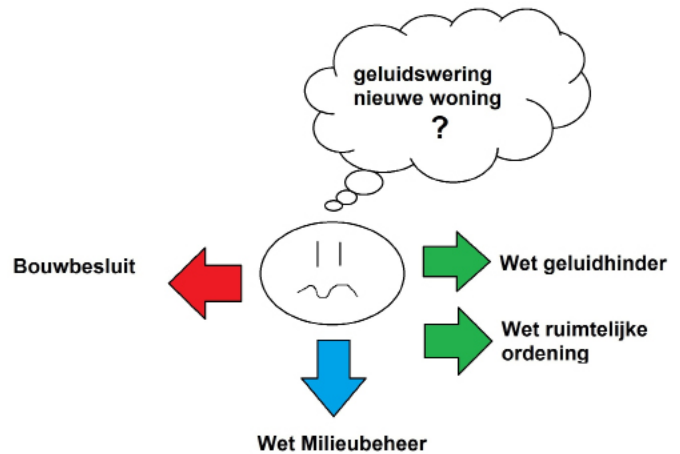 geluidswering
nieuwe woning
?
Bouwbesluit
Wet geluidhinder
Wet ruimtelijke
ordening
Wet Milieubeheer